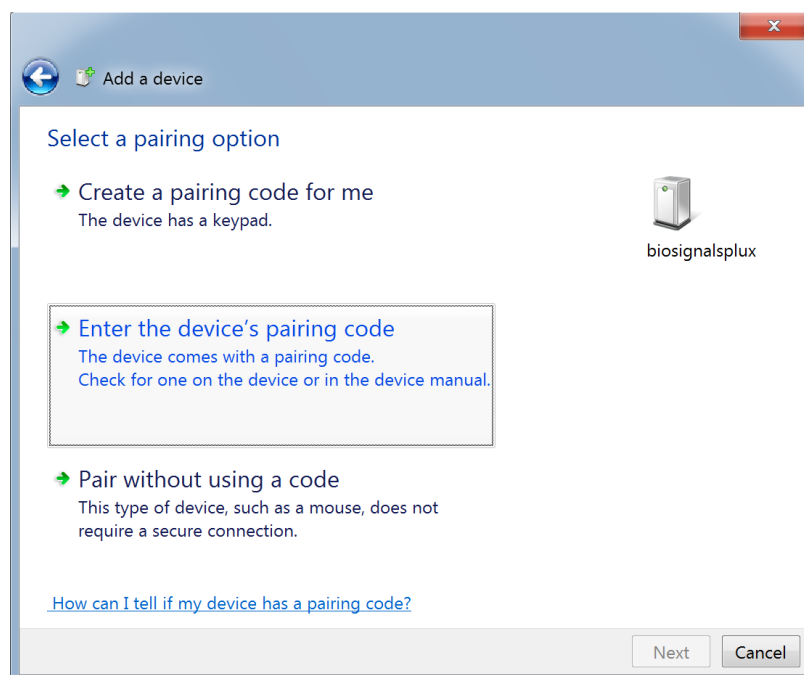 Add a device
Select a pairing option
Create a pairing code for me
The device has a keypad.
biosignalsplux
Enter the device's pairing code
The device comes with a pairing code.
Check for one on the device or in the device manual.
Pair without using a code
This type of device, such as a mouse, does not
require a secure connection.
How can I tell if my device has a pairing code?
Next
Cancel